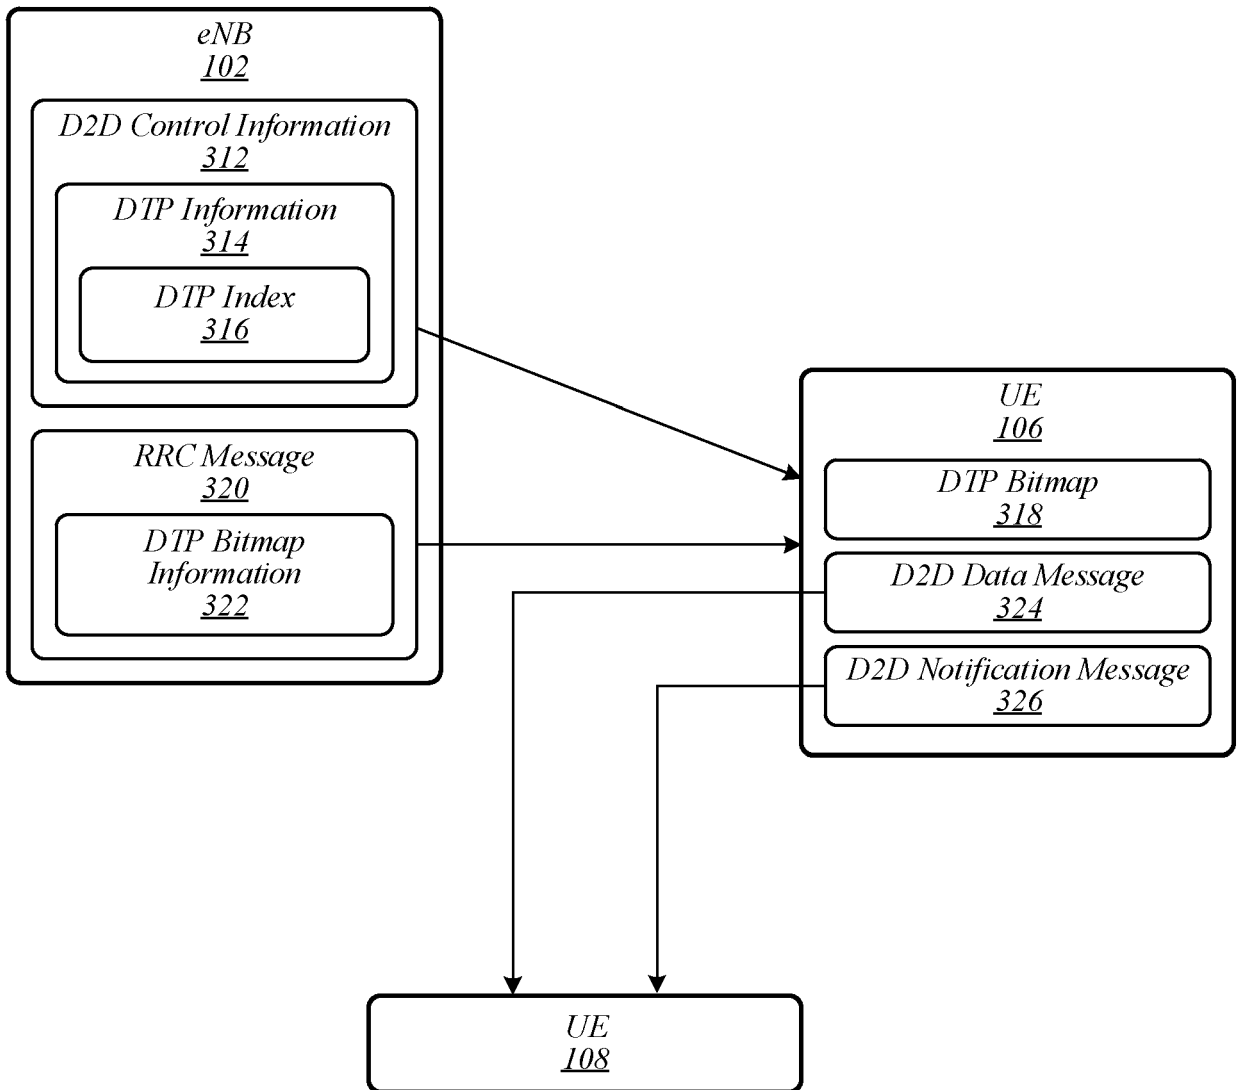 eNB
102
D2D Control Information
312
DTP Information
314
DTP Index
316
RRC Message
320
DTP Bitmap
Information
322
UE
106
DTP Bitmap
318
D2D Data Message
324
D2D Notification Message
326
UE
108